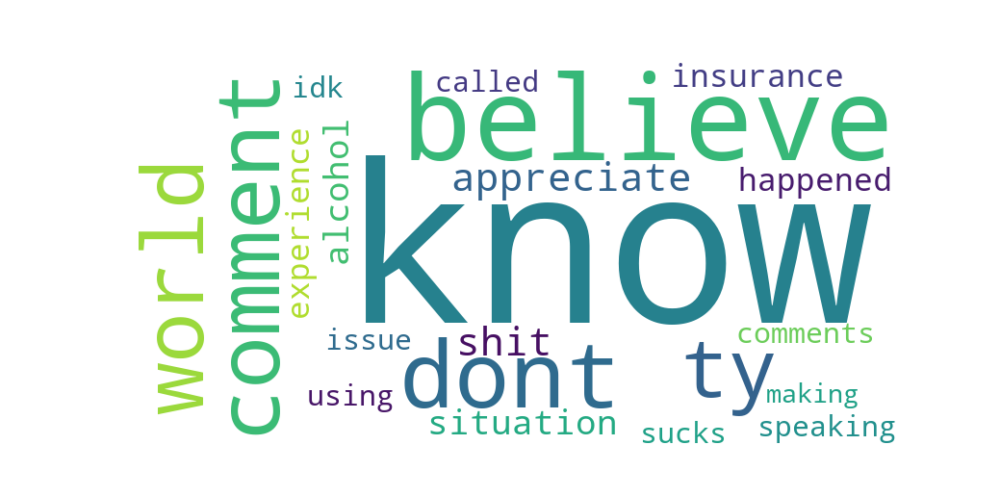 idk
called
believe
insurance
comment
world
experience
alcohol
appreciate
happened
know
issue
shit
dont
ty
comments
using
situation
making
sucks
speaking